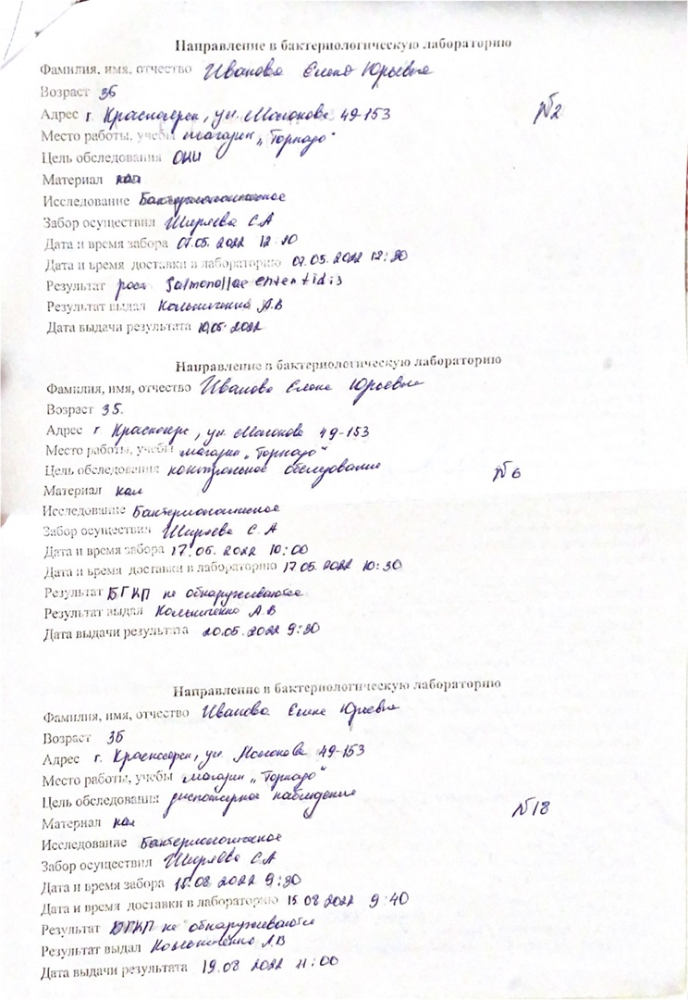 Направление в бактериологическую лабораторию
Фамилия, имя, отчество Иванова Елена Юрьевна
Возраст 36
Адрес г. Красногорск, ул. Молокова 49-153
№2
Место работы, учебы магазин „Торнадо"
Цель обследования ОКИ
Материал кал
Исследование Бактериологическое
Забор осуществил Ширяева С.А
Дата и время забора 07.05.2022 12:10
Дата и время доставки в лабораторию 07.05.2022 12:30
Результат рост Salmonellae
Результат выдал А.В
Дата выдачи результата 10.05.2022
Направление в бактериологическую лабораторию
Фамилия, имя, отчество Иванова Елена Юрьевна
Возраст 35.
Адрес г. Красногорск, ул. Молокова 49-153
Место работы, учебы магазин „Торнадо"
Цель обследования контрольное обследование
№6
Материал кал
Исследование Бактериологическое
Забор осуществил Ширяева С.А
Дата и время забора 17.05.2022 10:00
Дата и время доставки в лабораторию 17.05.2022 10:30
Результат БГКП не обнаруживаются
Результат выдал А.В
Дата выдачи результата 20.05.2022 9:30
Направление в бактериологическую лабораторию
Фамилия, имя, отчество Иванова Елена Юрьевна
Возраст 36
Адрес г. Красногорск, ул. Молокова 49-153
Место работы, учебы магазин „Торнадо"
Цель обследования диспансерное наблюдение
№18
Материал кал
Исследование Бактериологическое
Забор осуществил Ширяева С.А
Дата и время забора 15.08.2022 9:30
Дата и время доставки в лабораторию 15 08 2022 9:40
Результат БГКП не обнаруживаются
Результат выдал А.В
Дата выдачи результата 19.08 2022 11:00